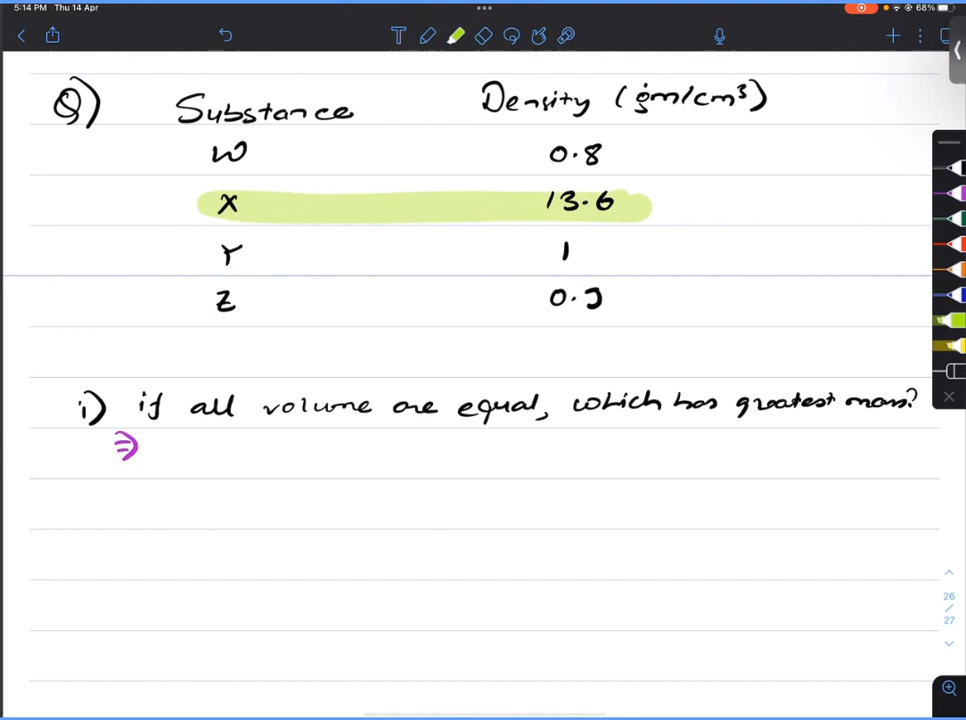 5:14 PM Thu 14 Apr
68%
Q) Substance Density (gm/cm³)
W 0.8
X 13.6
Y 1
Z 0.9
i) if all volume are equal, which has greatest mass?
⇒
26
/
27